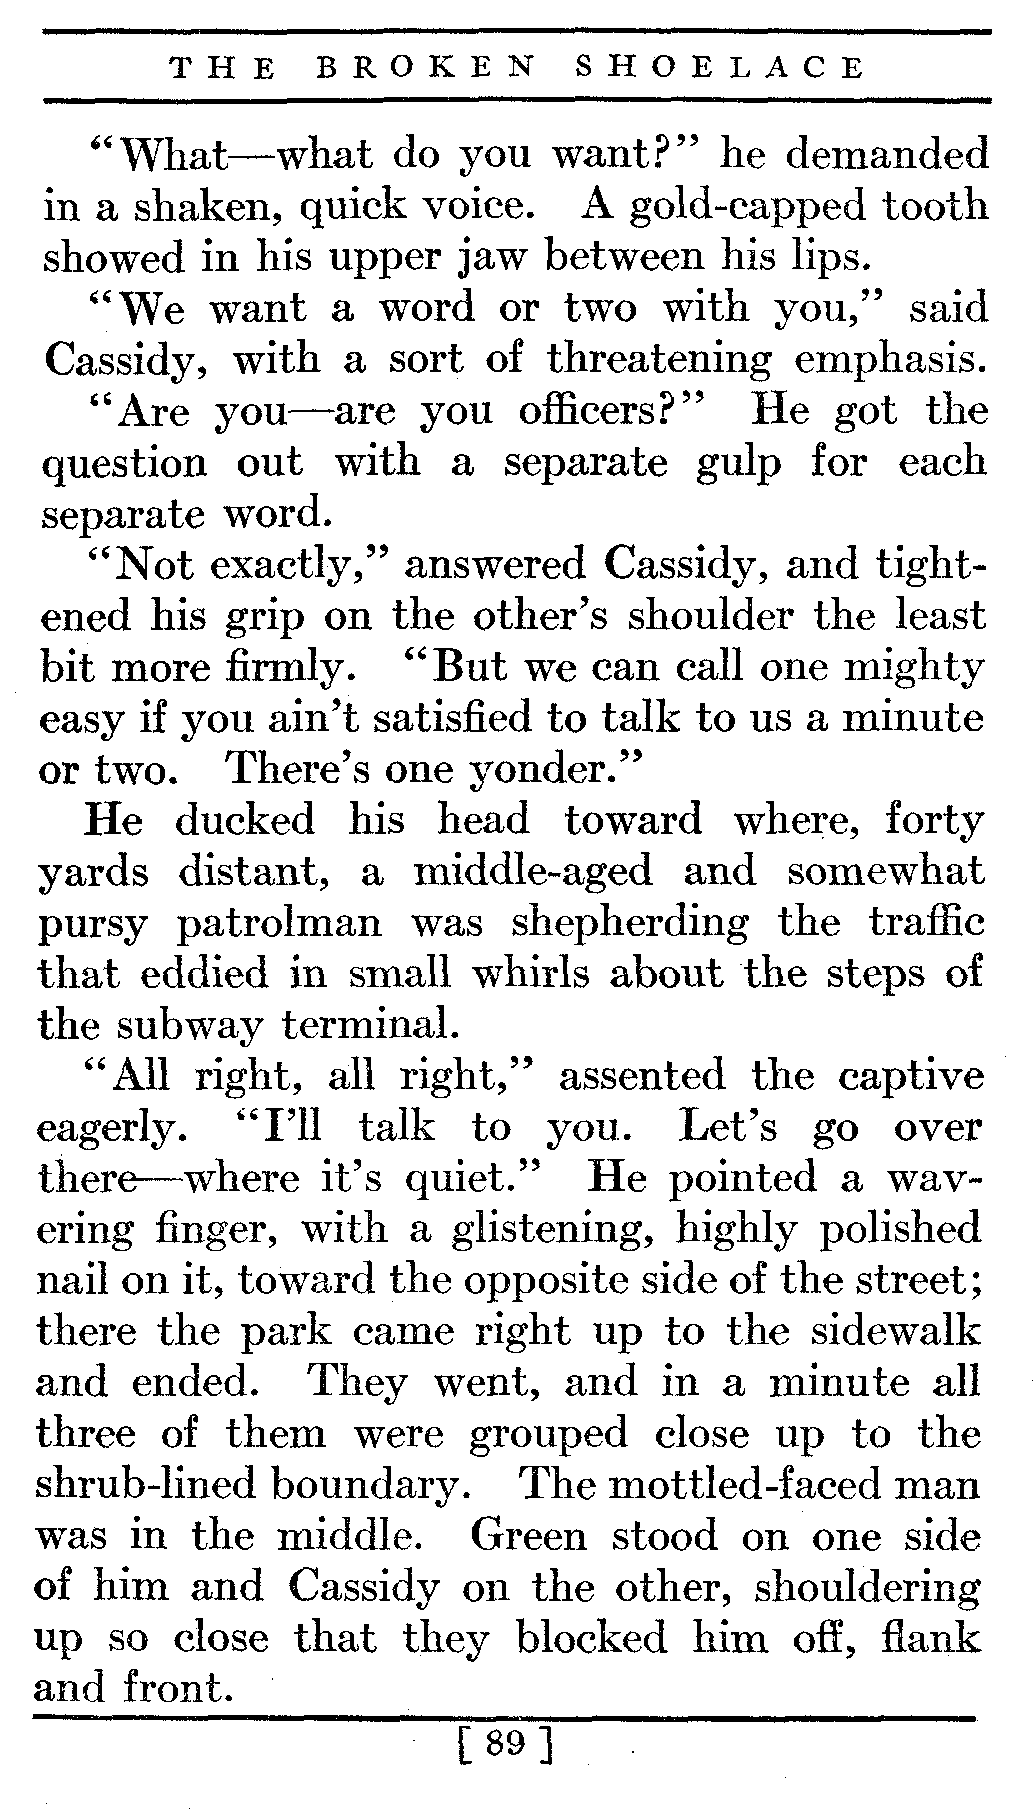 THE BROKEN SHOELACE
“What—what do you want?” he demanded
in a shaken, quick voice. A gold-capped tooth
showed in his upper jaw between his lips.
“We want a word or two with you,” said
Cassidy, with a sort of threatening emphasis.
“Are you—are you officers?” He got the
question out with a separate gulp for each
separate word.
“Not exactly,” answered Cassidy, and tight-
ened his grip on the other’s shoulder the least
bit more firmly. “But we can call one mighty
easy if you ain’t satisfied to talk to us a minute
or two. There’s one yonder.”
He ducked his head toward where, forty
yards distant, a middle-aged and somewhat
pursy patrolman was shepherding the traffic
that eddied in small whirls about the steps of
the subway terminal.
“All right, all right,” assented the captive
eagerly. “I’ll talk to you. Let’s go over
there—where it’s quiet.” He pointed a wav-
ering finger, with a glistening, highly polished
nail on it, toward the opposite side of the street;
there the park came right up to the sidewalk
and ended. They went, and in a minute all
three of them were grouped close up to the
shrub-lined boundary. The mottled-faced man
was in the middle. Green stood on one side
of him and Cassidy on the other, shouldering
up so close that they blocked him off, flank
and front.
[ 89 ]